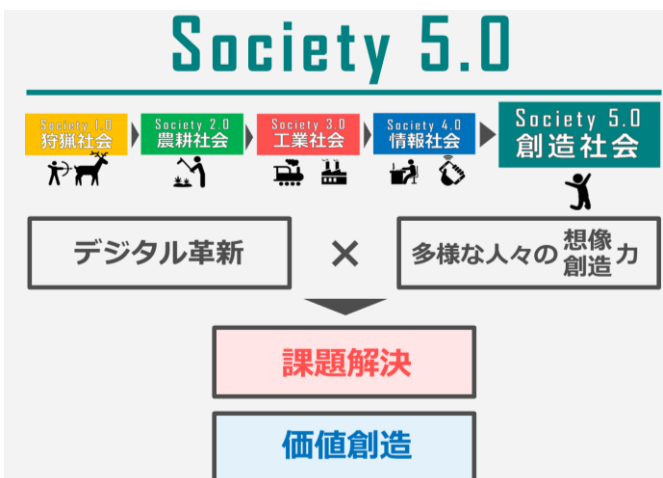 Society 5.0
Society 1.0
狩猟社会
Society 2.0
農耕社会
Society 3.0
工業社会
Society 4.0
情報社会
Society 5.0
創造社会
デジタル革新
×
多様な人々の想像創造力
課題解決
価値創造